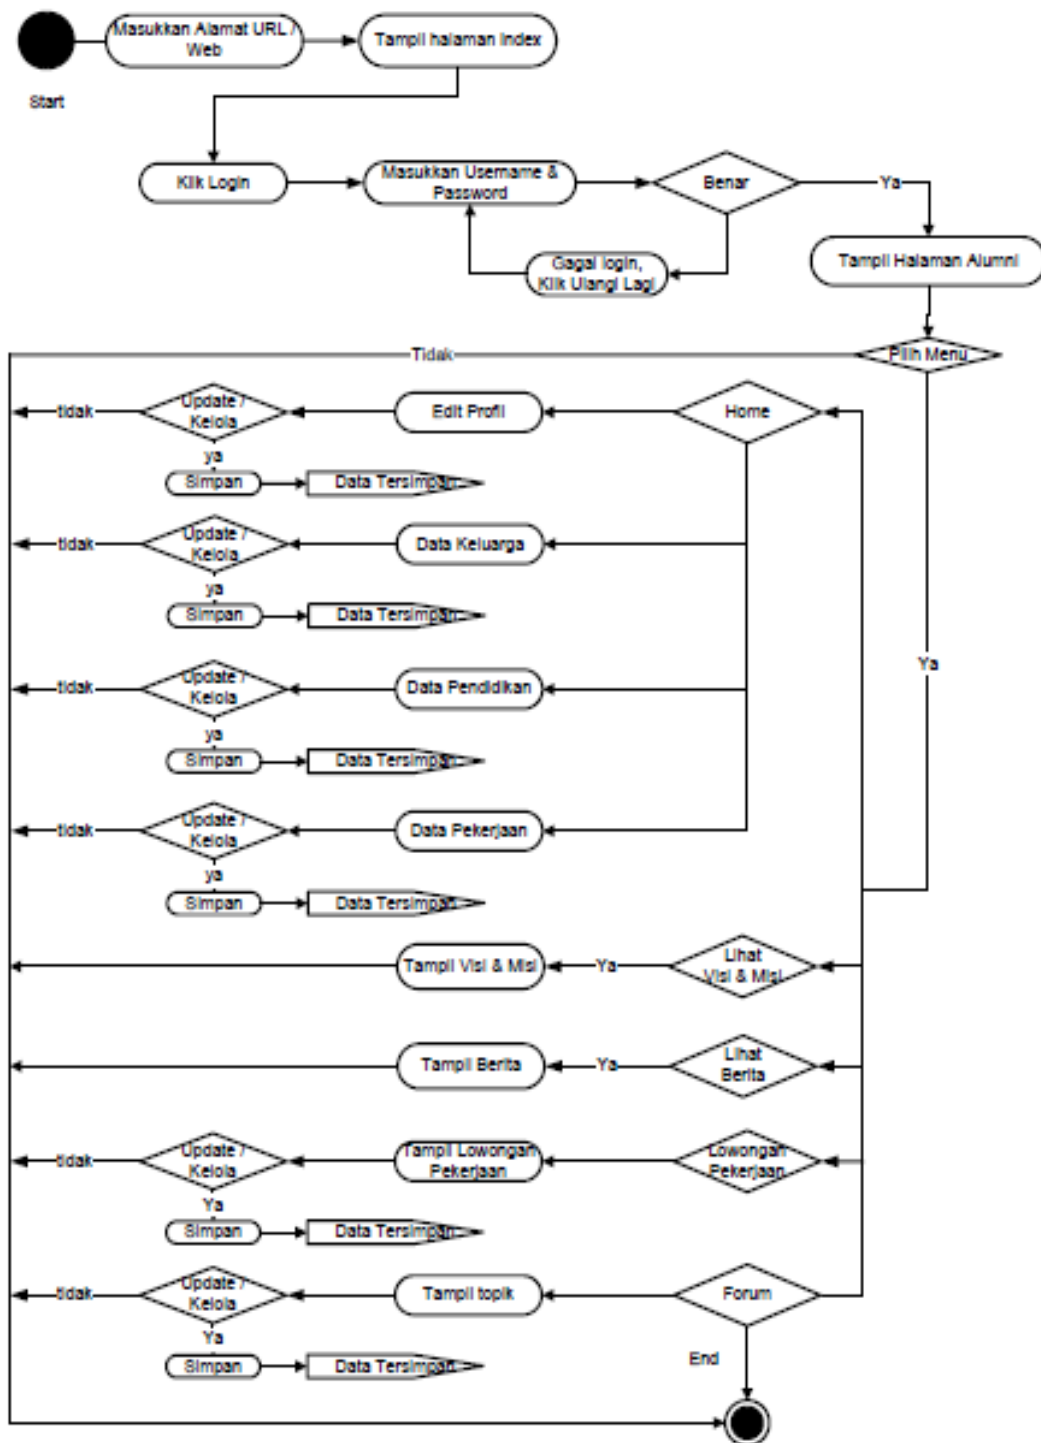 Masukkan Alamat URL /
Web
Tampil halaman Index
Start
Klik Login
Masukkan Username &
Password
Benar
Ya
Gagal login,
Klik Ulangi Lagi
Tampil Halaman Alumni
Tidak
Pilih Menu
tidak
Update /
Kelola
Edit Profil
Home
ya
Simpan
Data Tersimpan
tidak
Update /
Kelola
Data Keluarga
ya
Simpan
Data Tersimpan
Ya
tidak
Update /
Kelola
Data Pendidikan
ya
Simpan
Data Tersimpan
tidak
Update /
Kelola
Data Pekerjaan
ya
Simpan
Data Tersimpan
Tampil Visi & Misi
Ya
Lihat
Visi & Misi
Tampil Berita
Ya
Lihat
Berita
tidak
Update /
Kelola
Tampil Lowongan
Pekerjaan
Lowongan
Pekerjaan
Ya
Simpan
Data Tersimpan
tidak
Update /
Kelola
Tampil topik
Forum
Ya
Simpan
Data Tersimpan
End